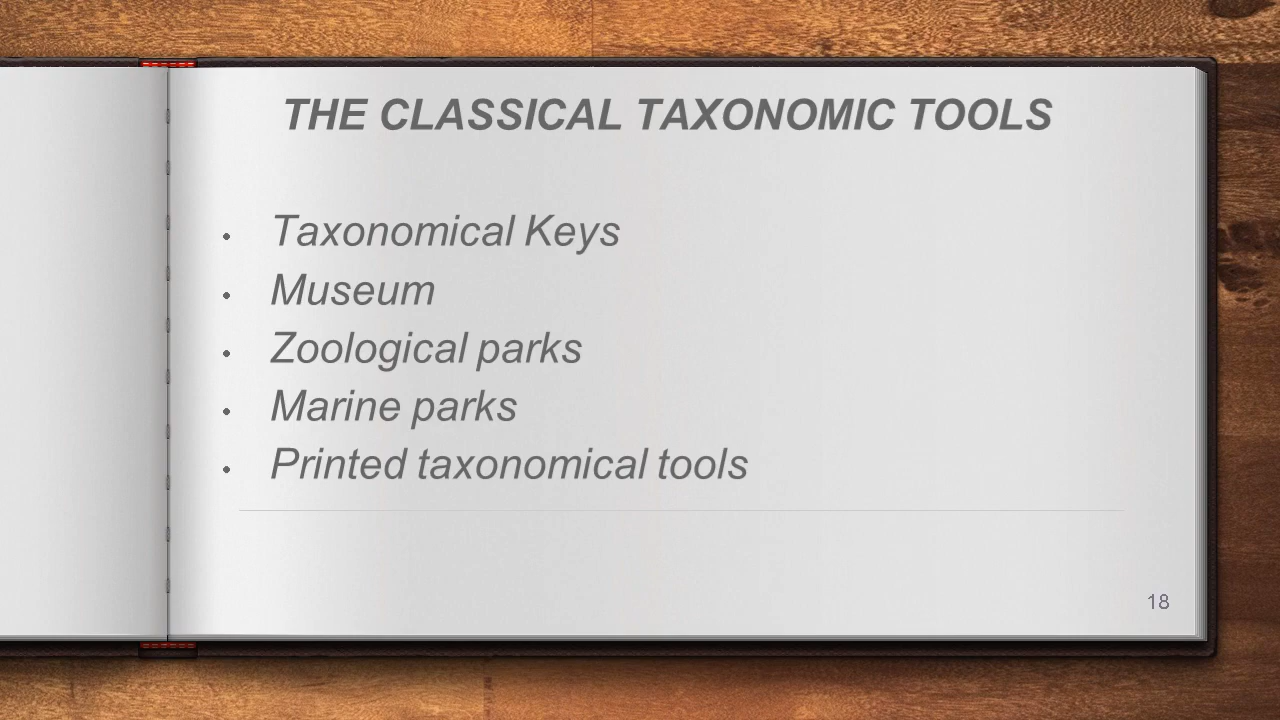 THE CLASSICAL TAXONOMIC TOOLS
• Taxonomical Keys
• Museum
• Zoological parks
• Marine parks
• Printed taxonomical tools
18